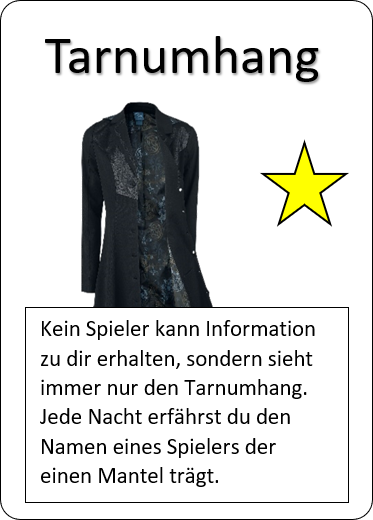 Tarnumhang
Kein Spieler kann Information
zu dir erhalten, sondern sieht
immer nur den Tarnumhang.
Jede Nacht erfährst du den
Namen eines Spielers der
einen Mantel trägt.